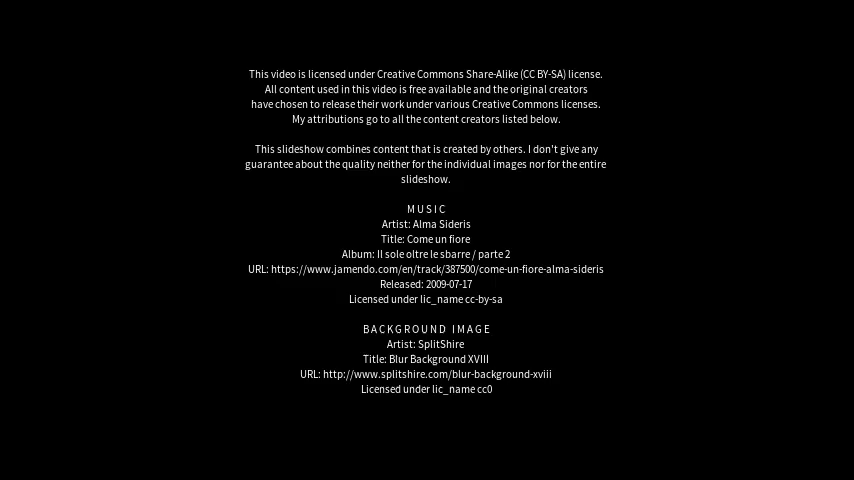 This video is licensed under Creative Commons Share-Alike (CC BY-SA) license.
All content used in this video is free available and the original creators
have chosen to release their work under various Creative Commons licenses.
My attributions go to all the content creators listed below.
This slideshow combines content that is created by others. I don't give any
guarantee about the quality neither for the individual images nor for the entire
slideshow.
MUSIC
Artist: Alma Sideris
Title: Come un fiore
Album: Il sole oltre le sbarre / parte 2
URL: https://www.jamendo.com/en/track/387500/come-un-fiore-alma-sideris
Released: 2009-07-17
Licensed under lic_name cc-by-sa
BACKGROUND IMAGE
Artist: SplitShire
Title: Blur Background XVIII
URL: http://www.splitshire.com/blur-background-xviii
Licensed under lic_name cc0